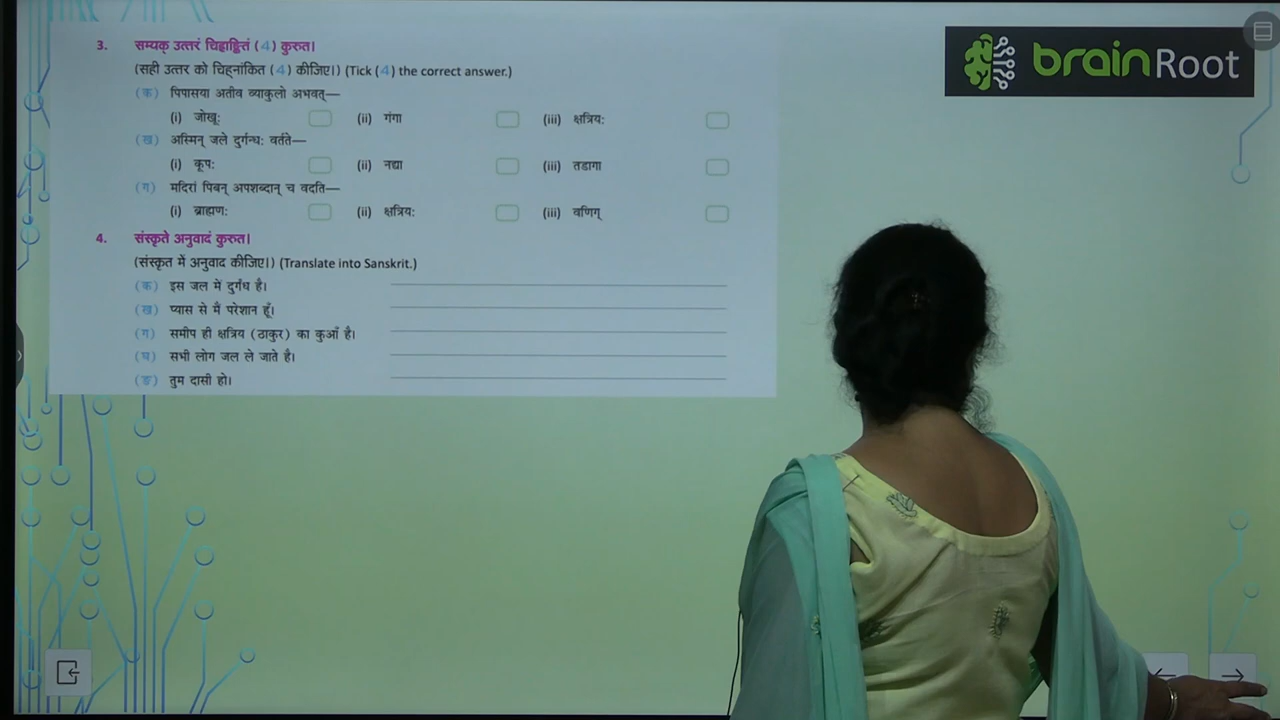 brainRoot
3. सम्यक् उत्तरं चिह्नाङ्कितं (4) कुरुत।
(सही उत्तर को चिह्नांकित (4) कीजिए।) (Tick (4) the correct answer.)
(क) पिपासया अतीव व्याकुलो अभवत्—
(i) जोखू: (ii) गंगा (iii) क्षत्रिय:
(ख) अस्मिन् जले दुर्गन्ध: वर्तते—
(i) कूप: (ii) नद्या (iii) तडागा
(ग) मदिरां पिबन् अपशब्दान् च वदति—
(i) ब्राह्मण: (ii) क्षत्रिय: (iii) वणिग्
4. संस्कृते अनुवादं कुरुत।
(संस्कृत में अनुवाद कीजिए।) (Translate into Sanskrit.)
(क) इस जल में दुर्गंध है।
(ख) प्यास से मैं परेशान हूँ।
(ग) समीप ही क्षत्रिय (ठाकुर) का कुआँ है।
(घ) सभी लोग जल ले जाते है।
(ङ) तुम दासी हो।